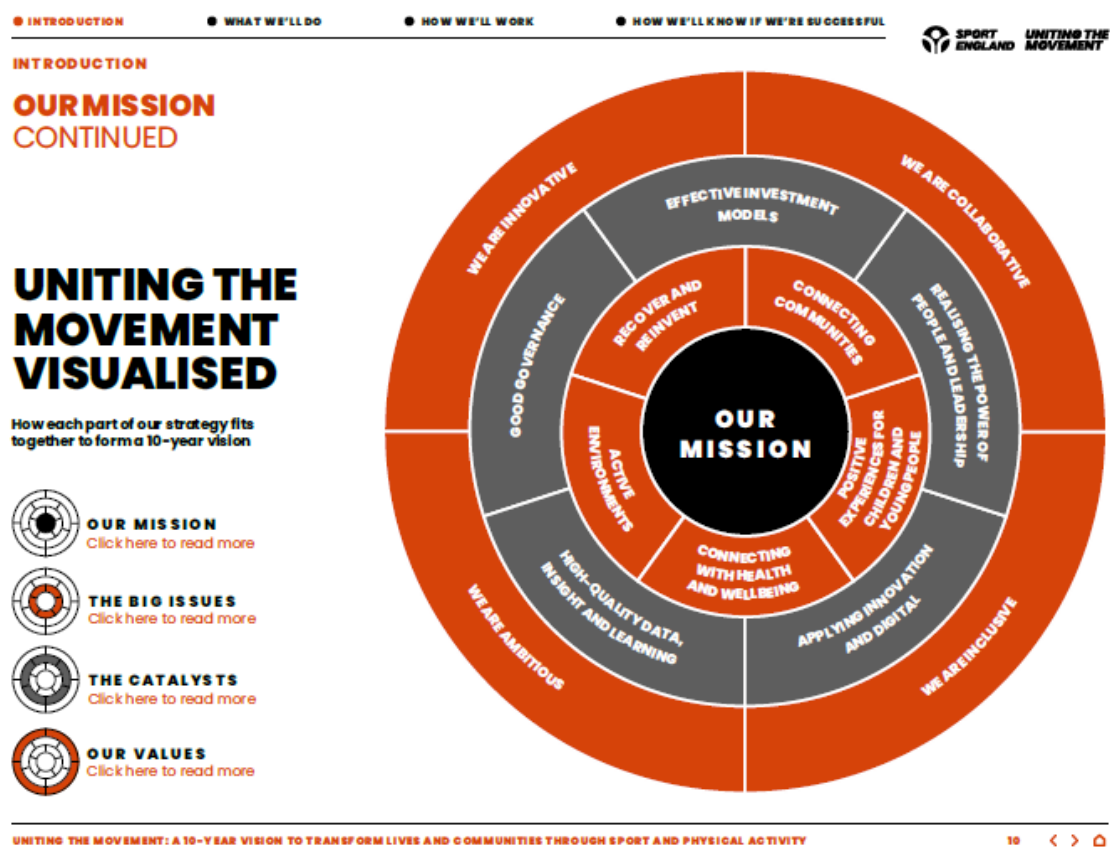 INTRODUCTION
WHAT WE'LL DO
HOW WE'LL WORK
HOW WE'LL KNOW IF WE'RE SUCCESSFUL
SPORT
ENGLAND
UNITING THE
MOVEMENT
INTRODUCTION
OUR MISSION
CONTINUED
UNITING THE
MOVEMENT
VISUALISED
How each part of our strategy fits
together to form a 10-year vision
OUR MISSION
Click here to read more
THE BIG ISSUES
Click here to read more
THE CATALYSTS
Click here to read more
OUR VALUES
Click here to read more
WE ARE INNOVATIVE
WE ARE COLLABORATIVE
WE ARE INCLUSIVE
WE ARE AMBITIOUS
EFFECTIVE INVESTMENT
MODELS
REALISING THE POWER OF
PEOPLE AND LEADERSHIP
APPLYING INNOVATION
AND DIGITAL
HIGH-QUALITY DATA,
INSIGHT AND LEARNING
GOOD GOVERNANCE
RECOVER AND
REINVENT
CONNECTING
COMMUNITIES
POSITIVE
EXPERIENCES FOR
CHILDREN AND
YOUNG PEOPLE
CONNECTING
WITH HEALTH
AND WELLBEING
ACTIVE
ENVIRONMENTS
OUR
MISSION
UNITING THE MOVEMENT: A 10-YEAR VISION TO TRANSFORM LIVES AND COMMUNITIES THROUGH SPORT AND PHYSICAL ACTIVITY
10